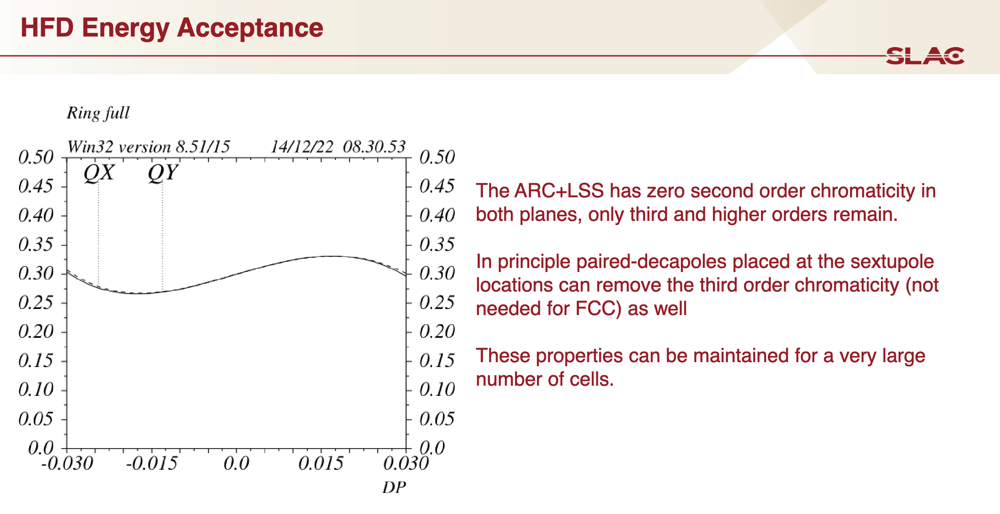 HFD Energy Acceptance
SLAC
Ring full
Win32 version 8.51/15 14/12/22 08.30.53
0.50 0.50
QX QY
0.45 0.45
0.40 0.40
0.35 0.35
0.30 0.30
0.25 0.25
0.20 0.20
0.15 0.15
0.10 0.10
0.05 0.05
0.0 0.0
-0.030 -0.015 0.0 0.015 0.030
DP
The ARC+LSS has zero second order chromaticity in
both planes, only third and higher orders remain.
In principle paired-decapoles placed at the sextupole
locations can remove the third order chromaticity (not
needed for FCC) as well
These properties can be maintained for a very large
number of cells.